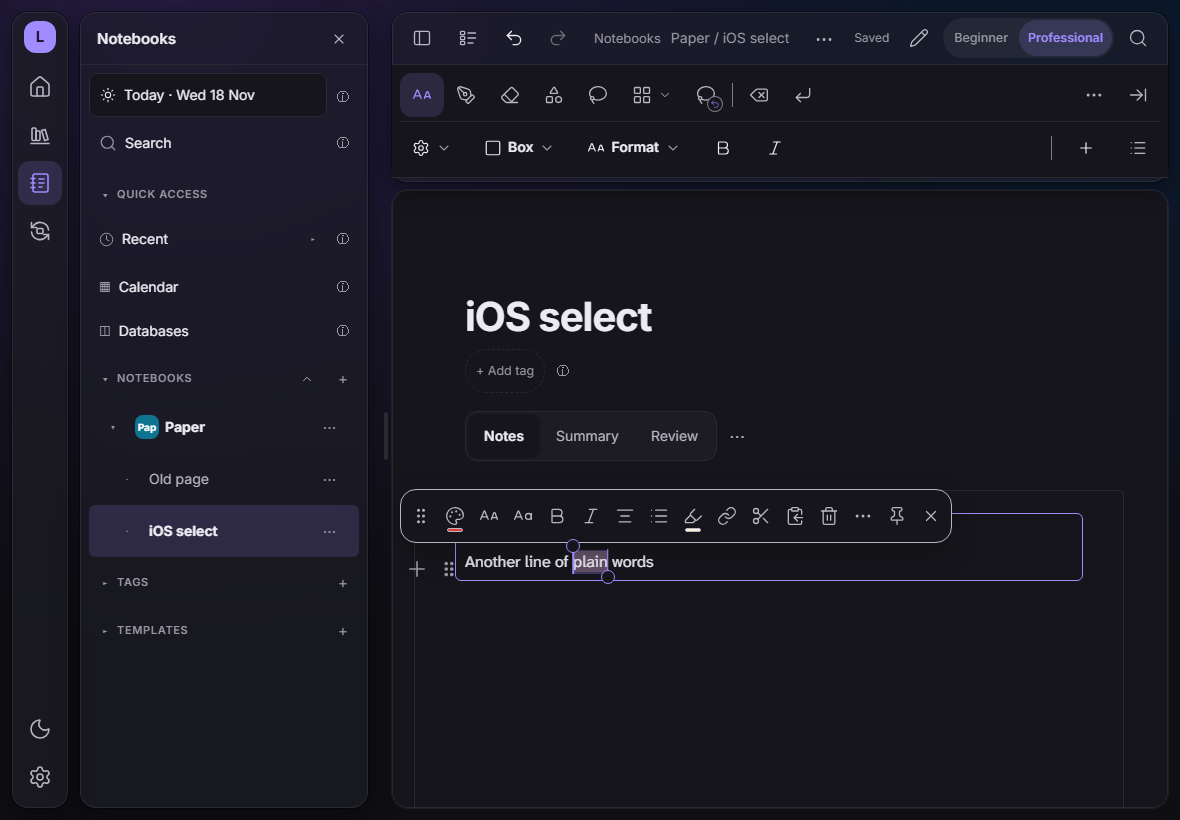 L
Notebooks
Today · Wed 18 Nov
Search
QUICK ACCESS
Recent
Calendar
Databases
NOTEBOOKS
Pap Paper
Old page
iOS select
TAGS
TEMPLATES
Notebooks Paper / iOS select
Saved
Beginner Professional
AA
Box
AA Format
B I
iOS select
+ Add tag
Notes Summary Review
AA Aa B I
Another line of plain words